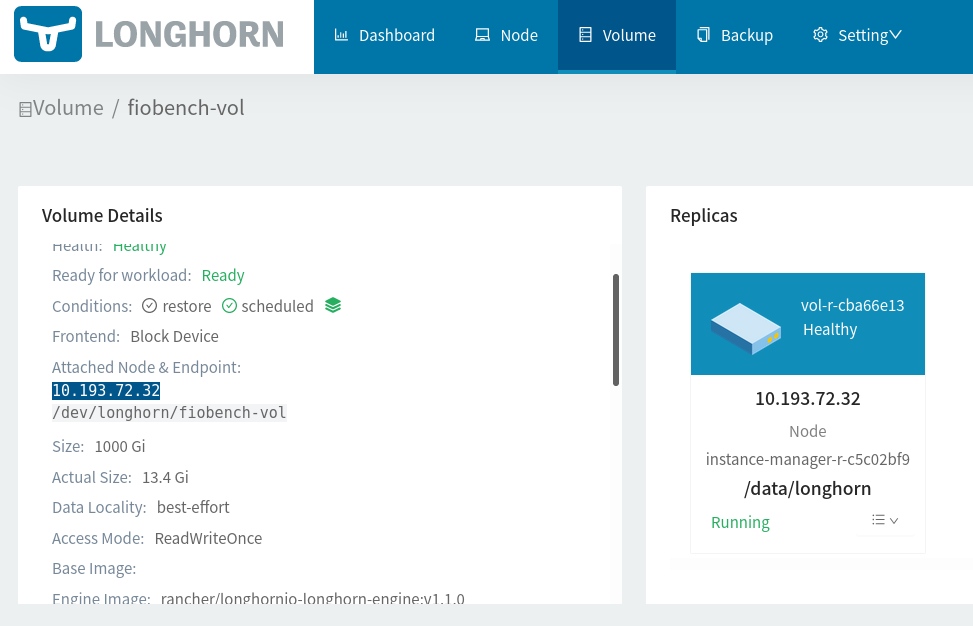 LONGHORN
Dashboard
Node
Volume
Backup
Setting
Volume / fiobench-vol
Volume Details
Health: Healthy
Ready for workload: Ready
Conditions: restore scheduled
Frontend: Block Device
Attached Node & Endpoint:
10.193.72.32
/dev/longhorn/fiobench-vol
Size: 1000 Gi
Actual Size: 13.4 Gi
Data Locality: best-effort
Access Mode: ReadWriteOnce
Base Image:
Engine Image: rancher/longhornio-longhorn-engine:v1.1.0
Replicas
vol-r-cba66e13
Healthy
10.193.72.32
Node
instance-manager-r-c5c02bf9
/data/longhorn
Running